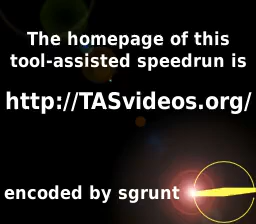 The homepage of this
tool-assisted speedrun is
http://TASvideos.org/
encoded by sgrunt